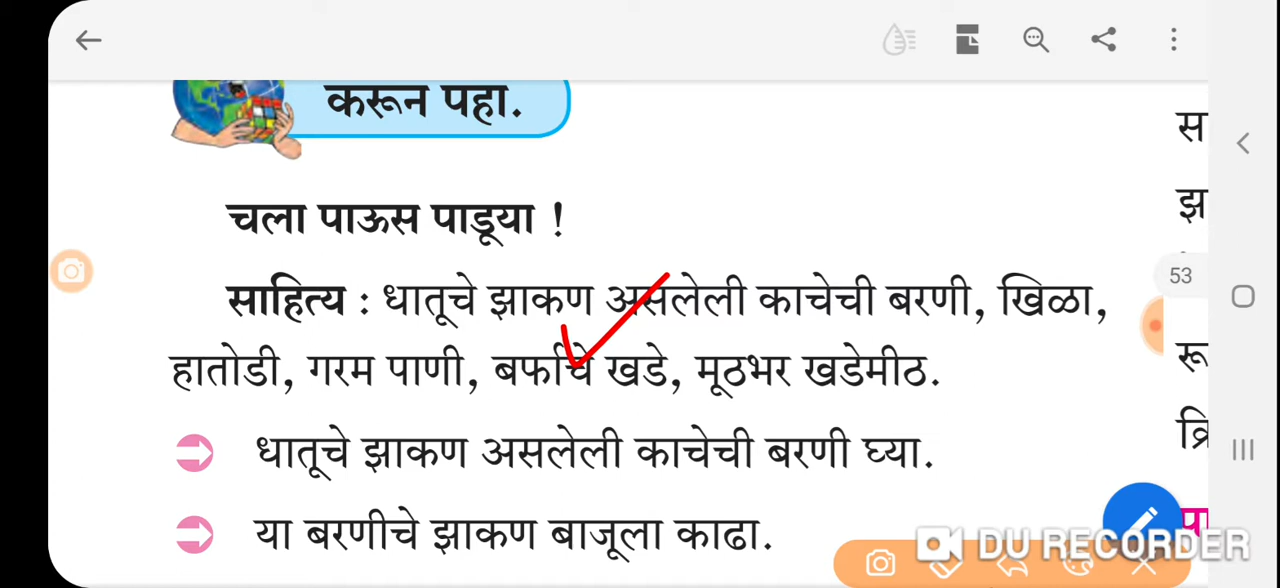 करून पहा.
स
चला पाऊस पाडूया !
झ
53
साहित्य : धातूचे झाकण असलेली काचेची बरणी, खिळा,
हातोडी, गरम पाणी, बर्फाचे खडे, मूठभर खडेमीठ.
रू
धातूचे झाकण असलेली काचेची बरणी घ्या.
क्रि
या बरणीचे झाकण बाजूला काढा.
प
DU RECORDER